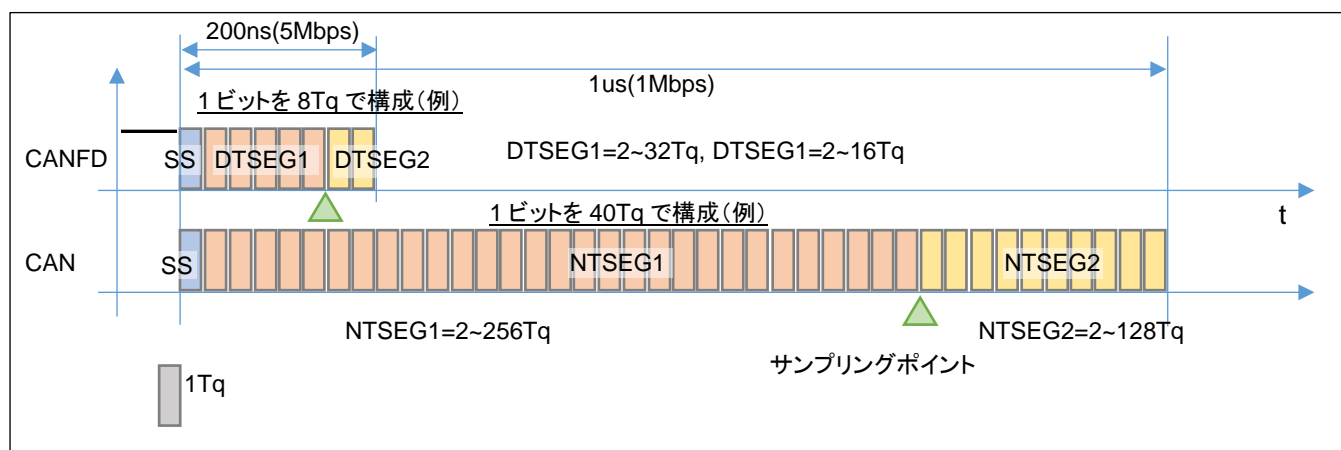 200ns(5Mbps)
1us(1Mbps)
1 ビットを 8Tq で構成(例)
CANFD SS DTSEG1 DTSEG2 DTSEG1=2~32Tq, DTSEG1=2~16Tq
1 ビットを 40Tq で構成(例) t
CAN SS NTSEG1 NTSEG2
NTSEG1=2~256Tq NTSEG2=2~128Tq
サンプリングポイント
1Tq